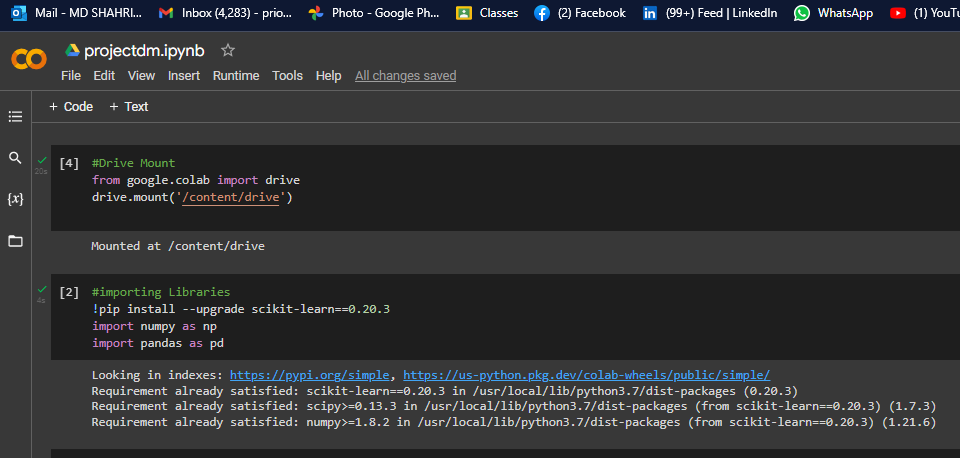 Mail - MD SHAHRI... Inbox (4,283) - prio... Photo - Google Ph... Classes (2) Facebook (99+) Feed | LinkedIn WhatsApp (1) YouTu
projectdm.ipynb
File Edit View Insert Runtime Tools Help All changes saved
+ Code + Text
[4] #Drive Mount
20s
from google.colab import drive
drive.mount('/content/drive')
Mounted at /content/drive
[2] #importing Libraries
4s
!pip install --upgrade scikit-learn==0.20.3
import numpy as np
import pandas as pd
Looking in indexes: https://pypi.org/simple, https://us-python.pkg.dev/colab-wheels/public/simple/
Requirement already satisfied: scikit-learn==0.20.3 in /usr/local/lib/python3.7/dist-packages (0.20.3)
Requirement already satisfied: scipy>=0.13.3 in /usr/local/lib/python3.7/dist-packages (from scikit-learn==0.20.3) (1.7.3)
Requirement already satisfied: numpy>=1.8.2 in /usr/local/lib/python3.7/dist-packages (from scikit-learn==0.20.3) (1.21.6)